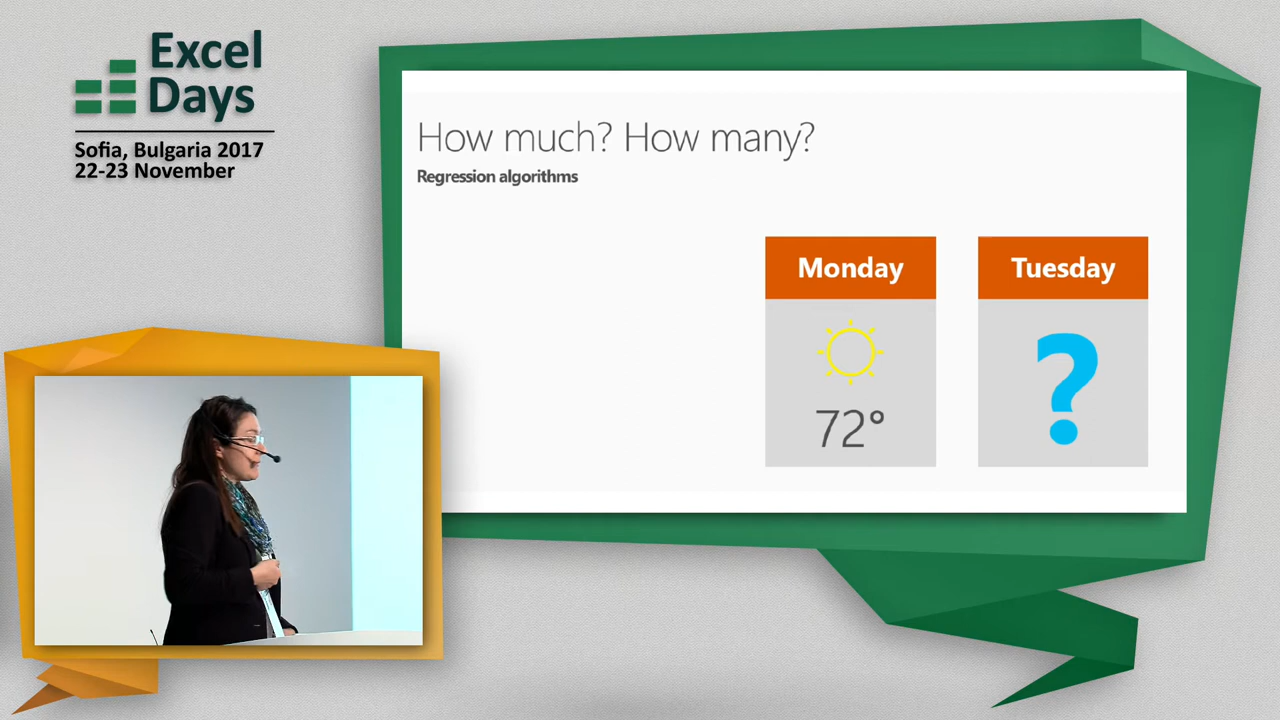 Excel
Days
Sofia, Bulgaria 2017
22-23 November
How much? How many?
Regression algorithms
Monday
Tuesday
72°
?